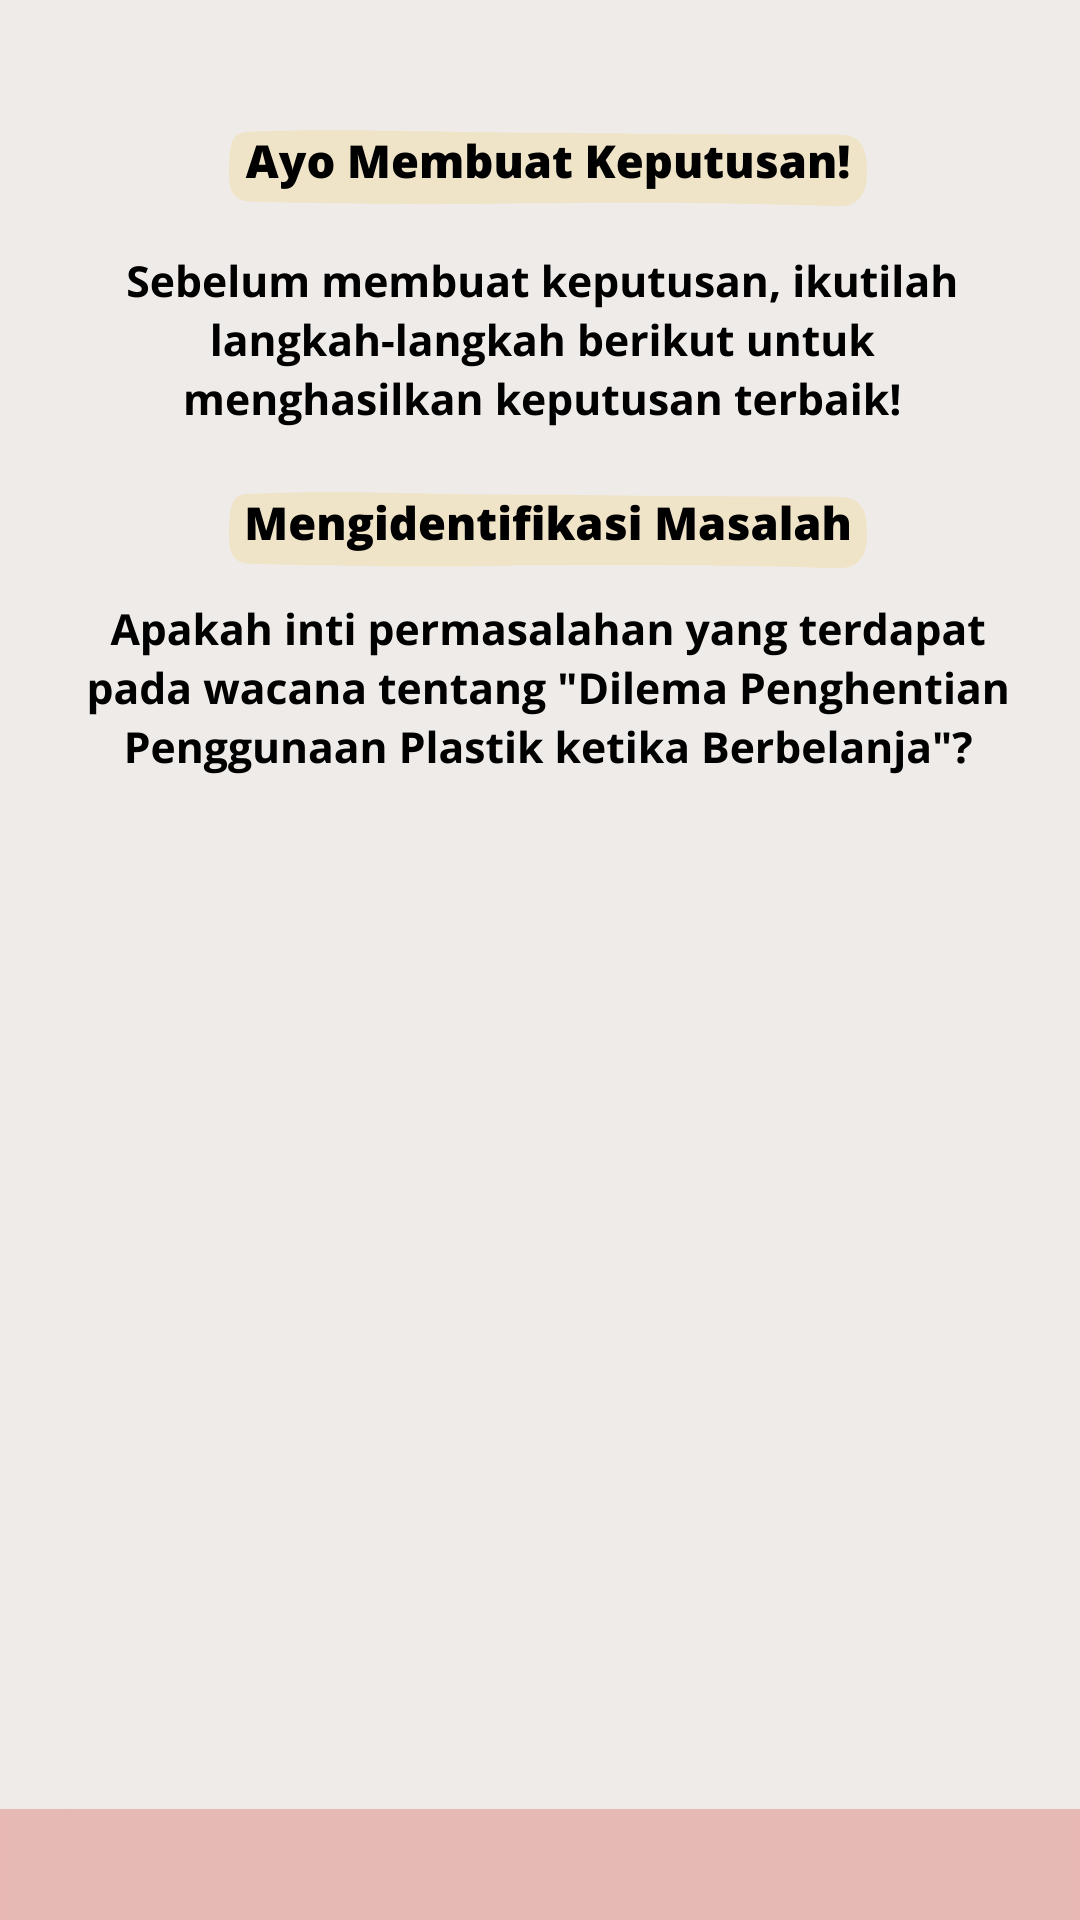 Ayo Membuat Keputusan!
Sebelum membuat keputusan, ikutilah
langkah-langkah berikut untuk
menghasilkan keputusan terbaik!
Mengidentifikasi Masalah
Apakah inti permasalahan yang terdapat
pada wacana tentang "Dilema Penghentian
Penggunaan Plastik ketika Berbelanja"?